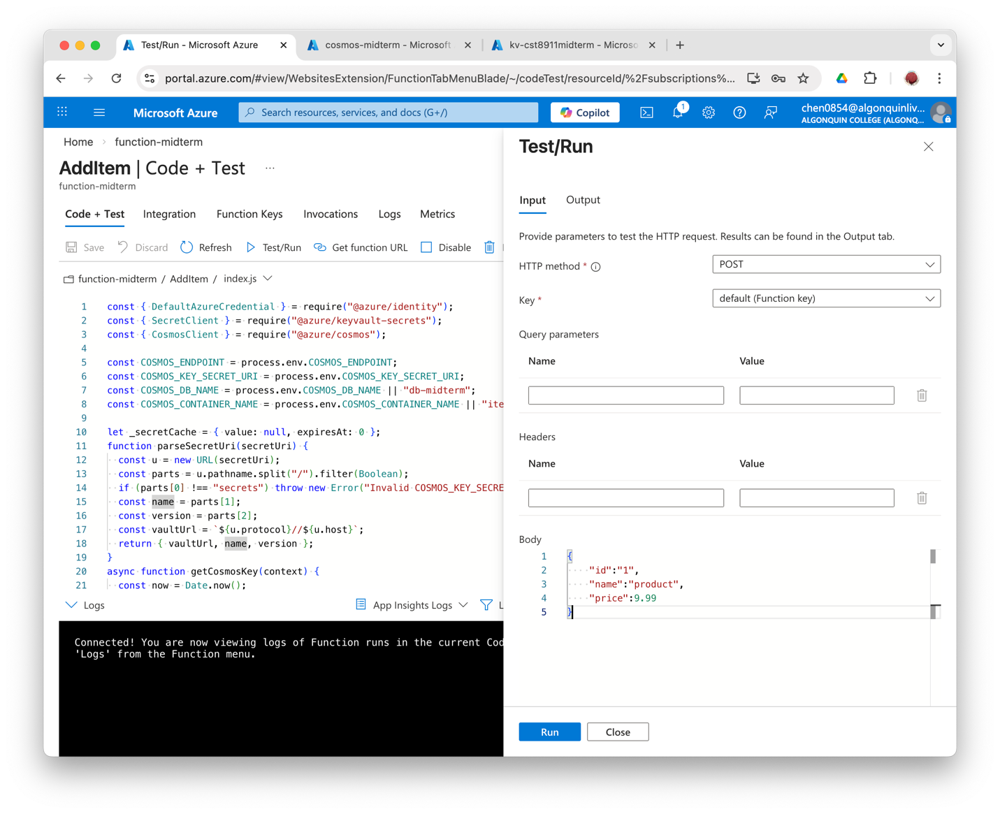 Test/Run - Microsoft Azure
cosmos-midterm - Microsoft
kv-cst8911midterm - Microso
portal.azure.com/#view/WebsitesExtension/FunctionTabMenuBlade/~/codeTest/resourceId/%2Fsubscriptions%...
Microsoft Azure
Search resources, services, and docs (G+/)
Copilot
1
chen0854@algonquinliv...
ALGONQUIN COLLEGE (ALGONQ...
Home > function-midterm
AddItem | Code + Test ...
function-midterm
Code + Test Integration Function Keys Invocations Logs Metrics
Save Discard Refresh Test/Run Get function URL Disable
function-midterm / AddItem / index.js
1 const { DefaultAzureCredential } = require("@azure/identity");
2 const { SecretClient } = require("@azure/keyvault-secrets");
3 const { CosmosClient } = require("@azure/cosmos");
4
5 const COSMOS_ENDPOINT = process.env.COSMOS_ENDPOINT;
6 const COSMOS_KEY_SECRET_URI = process.env.COSMOS_KEY_SECRET_URI;
7 const COSMOS_DB_NAME = process.env.COSMOS_DB_NAME || "db-midterm";
8 const COSMOS_CONTAINER_NAME = process.env.COSMOS_CONTAINER_NAME || "ite
9
10 let _secretCache = { value: null, expiresAt: 0 };
11 function parseSecretUri(secretUri) {
12 const u = new URL(secretUri);
13 const parts = u.pathname.split("/").filter(Boolean);
14 if (parts[0] !== "secrets") throw new Error("Invalid COSMOS_KEY_SECRE
15 const name = parts[1];
16 const version = parts[2];
17 const vaultUrl = `${u.protocol}//${u.host}`;
18 return { vaultUrl, name, version };
19 }
20 async function getCosmosKey(context) {
21 const now = Date.now();
Logs
App Insights Logs
L
Connected! You are now viewing logs of Function runs in the current Cod
'Logs' from the Function menu.
Test/Run
Input Output
Provide parameters to test the HTTP request. Results can be found in the Output tab.
HTTP method *
POST
Key *
default (Function key)
Query parameters
Name Value
Headers
Name Value
Body
1 {
2 "id":"1",
3 "name":"product",
4 "price":9.99
5 }
Run
Close